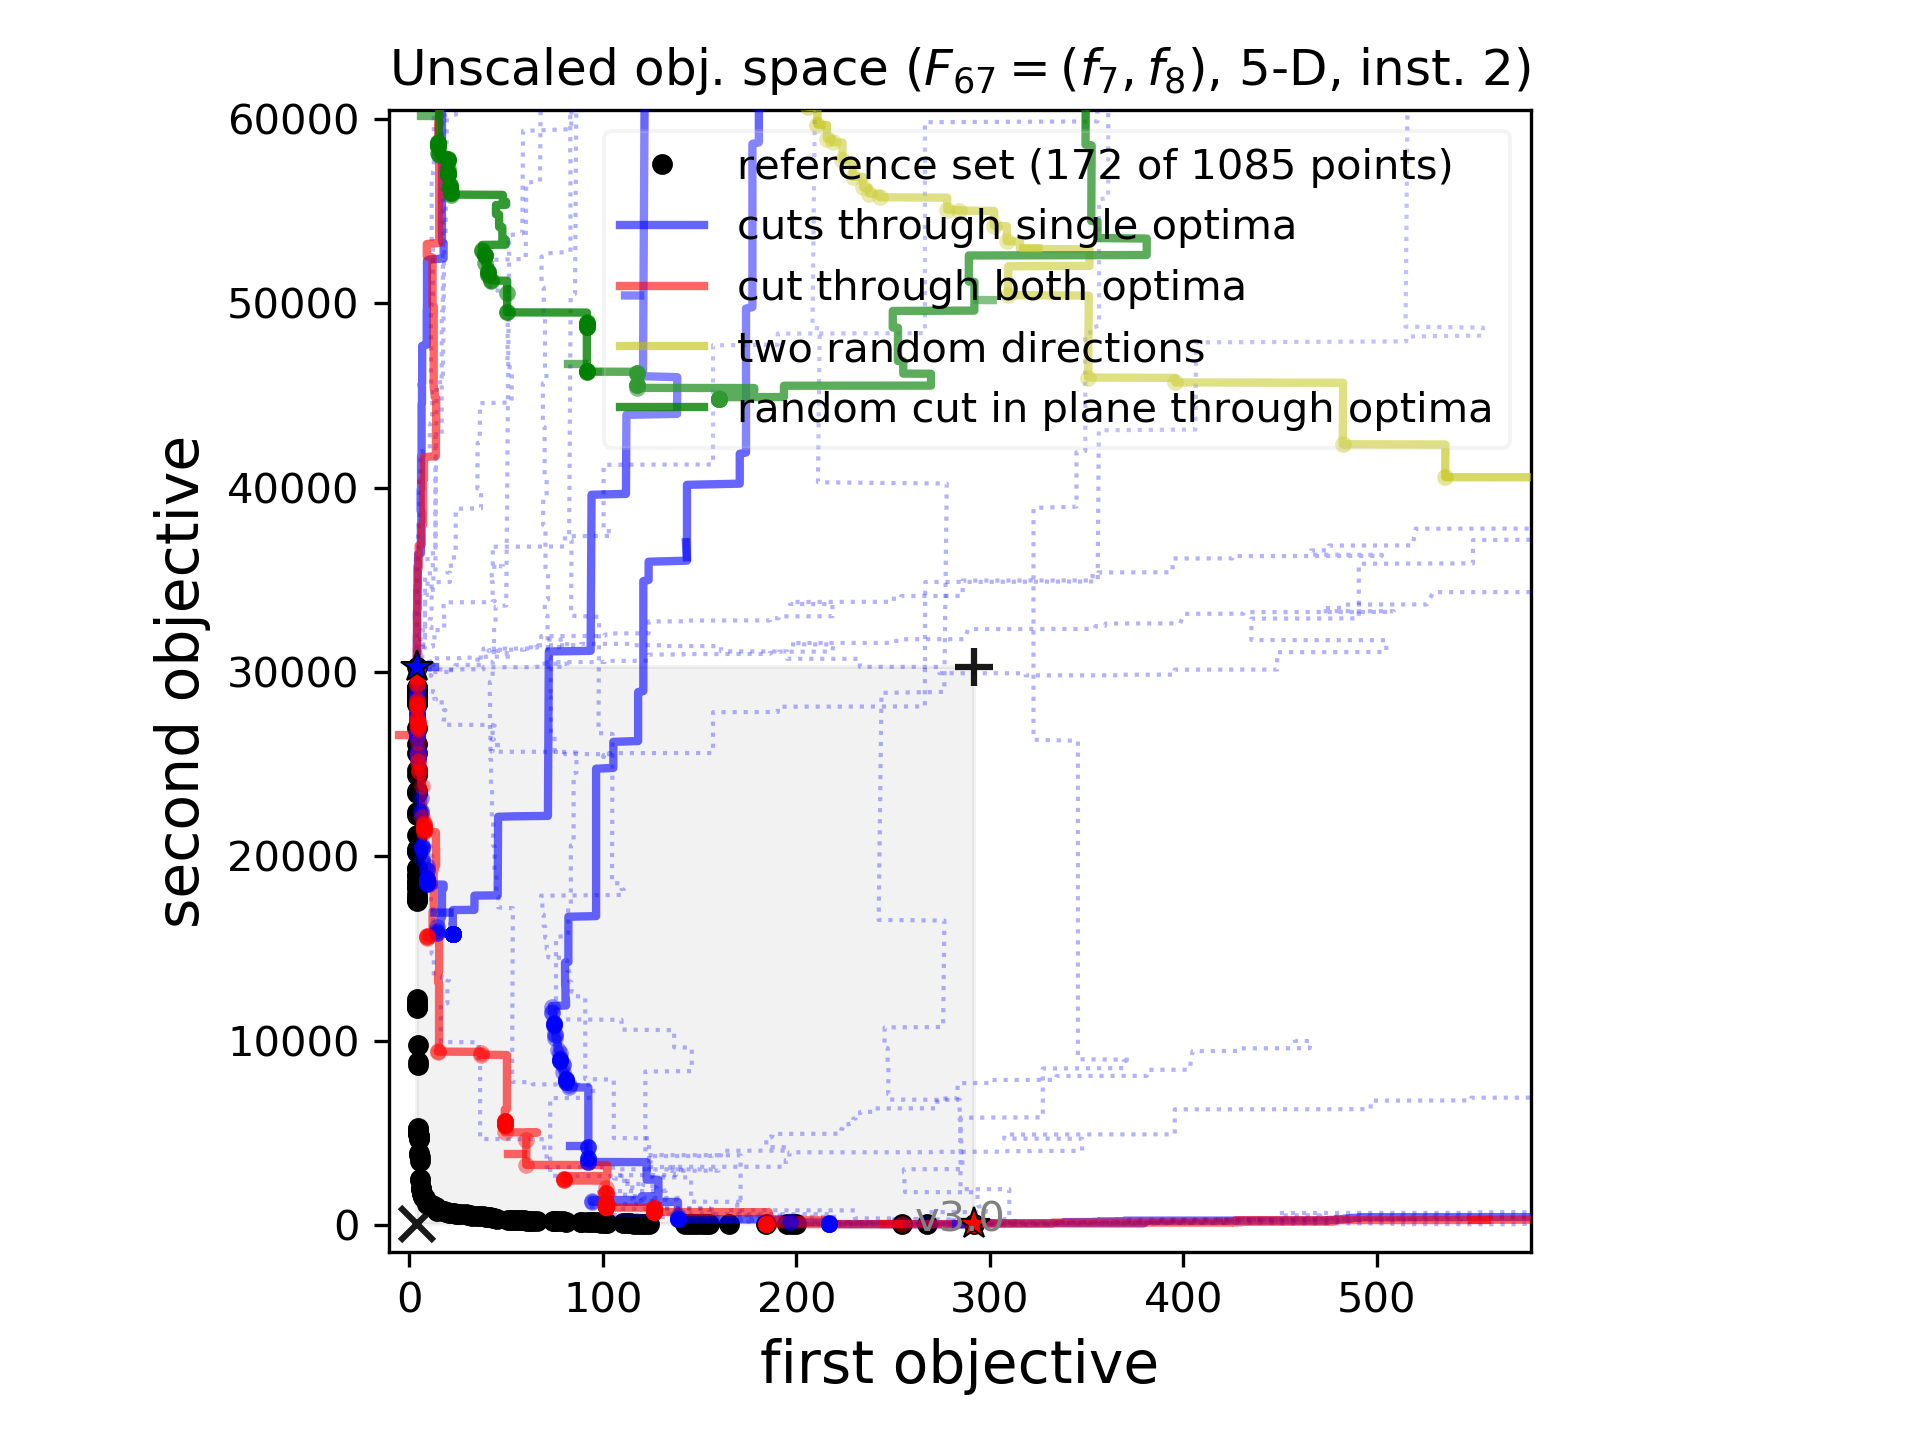 Unscaled obj. space (F₆₇ = (f₇, f₈), 5-D, inst. 2)
60000
50000
40000
30000
20000
10000
0
second objective
reference set (172 of 1085 points)
cuts through single optima
cut through both optima
two random directions
random cut in plane through optima
v3.0
0 100 200 300 400 500
first objective